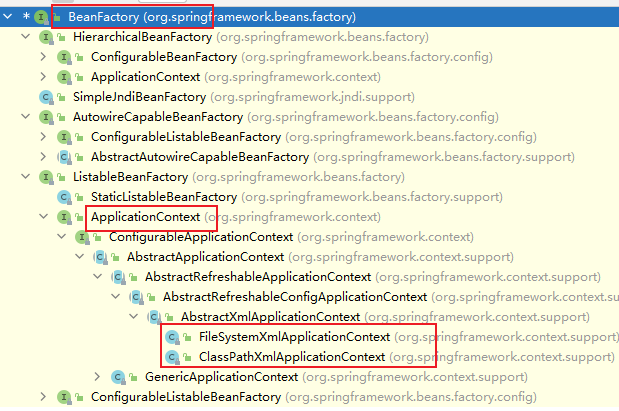 * BeanFactory (org.springframework.beans.factory)
HierarchicalBeanFactory (org.springframework.beans.factory)
ConfigurableBeanFactory (org.springframework.beans.factory.config)
ApplicationContext (org.springframework.context)
SimpleJndiBeanFactory (org.springframework.jndi.support)
AutowireCapableBeanFactory (org.springframework.beans.factory.config)
ConfigurableListableBeanFactory (org.springframework.beans.factory.config)
AbstractAutowireCapableBeanFactory (org.springframework.beans.factory.support)
ListableBeanFactory (org.springframework.beans.factory)
StaticListableBeanFactory (org.springframework.beans.factory.support)
ApplicationContext (org.springframework.context)
ConfigurableApplicationContext (org.springframework.context)
AbstractApplicationContext (org.springframework.context.support)
AbstractRefreshableApplicationContext (org.springframework.context.support)
AbstractRefreshableConfigApplicationContext (org.springframework.context.su
AbstractXmlApplicationContext (org.springframework.context.support)
FileSystemXmlApplicationContext (org.springframework.context.support)
ClassPathXmlApplicationContext (org.springframework.context.support)
GenericApplicationContext (org.springframework.context.support)
ConfigurableListableBeanFactory (org.springframework.beans.factory.config)